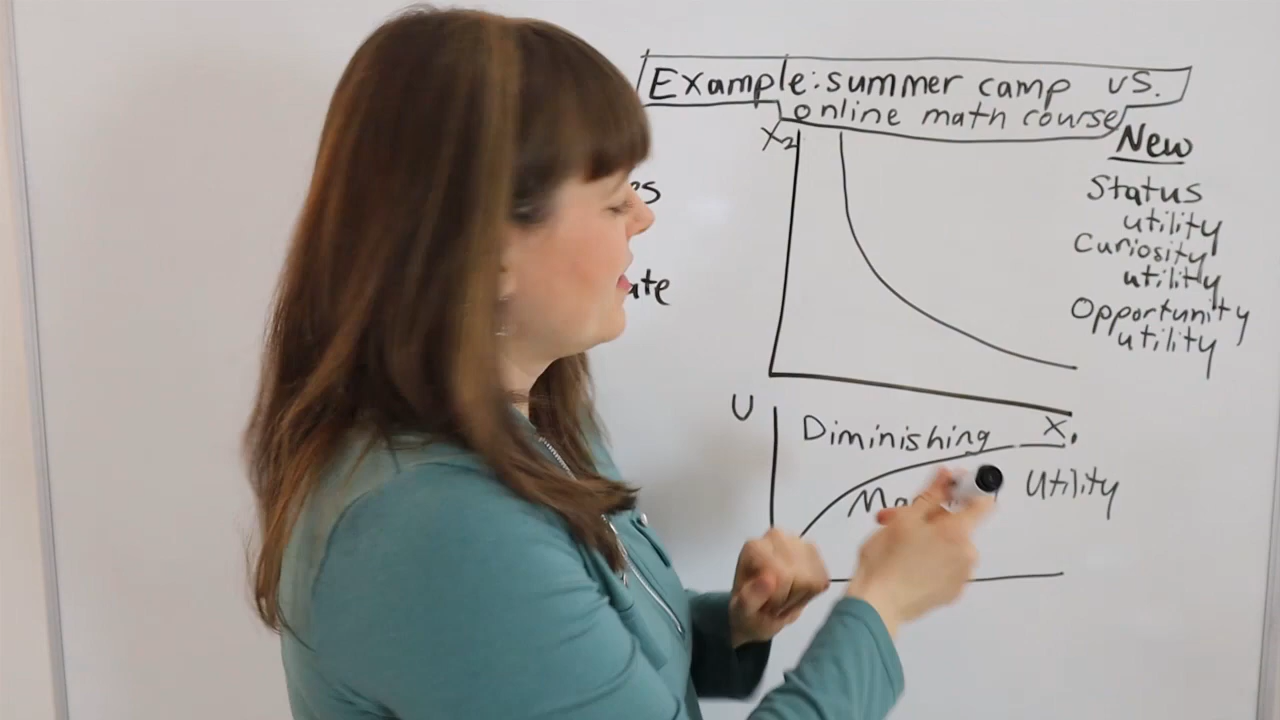 Example: summer camp vs.
online math course
X2
New
Status
utility
Curiosity
utility
Opportunity
utility
U
Diminishing
X1
Utility